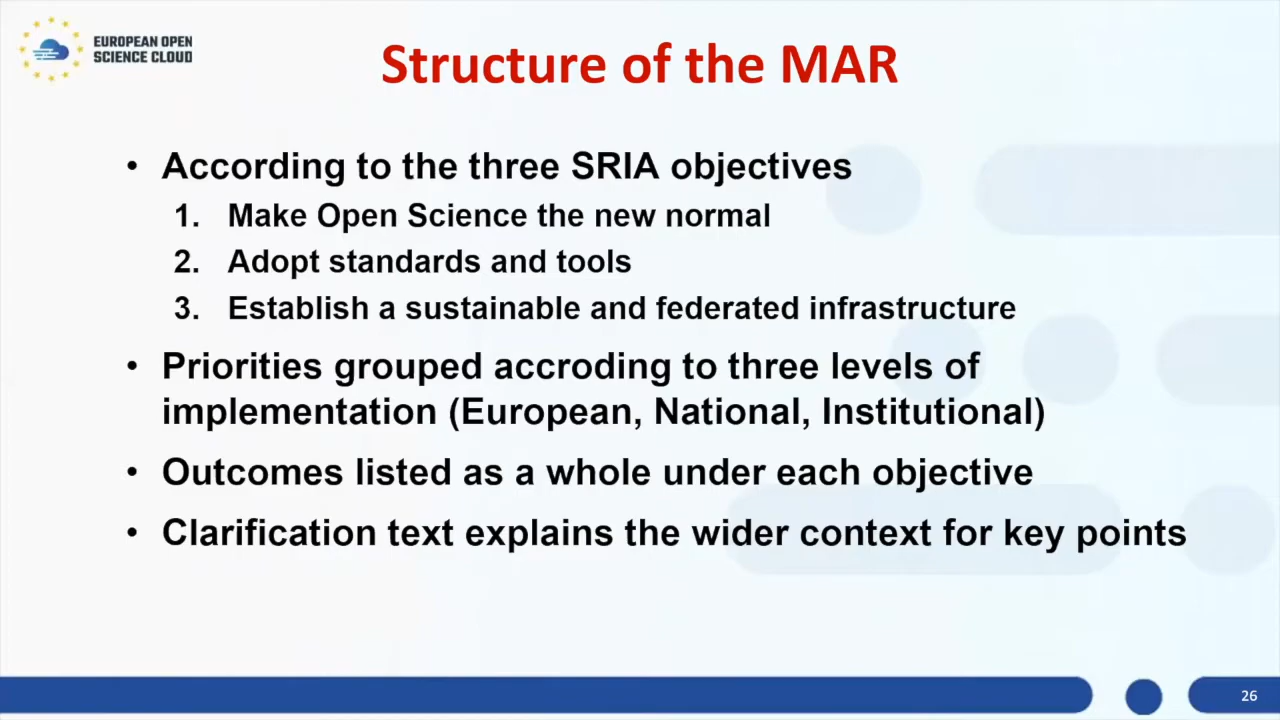 EUROPEAN OPEN
SCIENCE CLOUD
Structure of the MAR
• According to the three SRIA objectives
1. Make Open Science the new normal
2. Adopt standards and tools
3. Establish a sustainable and federated infrastructure
• Priorities grouped accroding to three levels of
implementation (European, National, Institutional)
• Outcomes listed as a whole under each objective
• Clarification text explains the wider context for key points
26